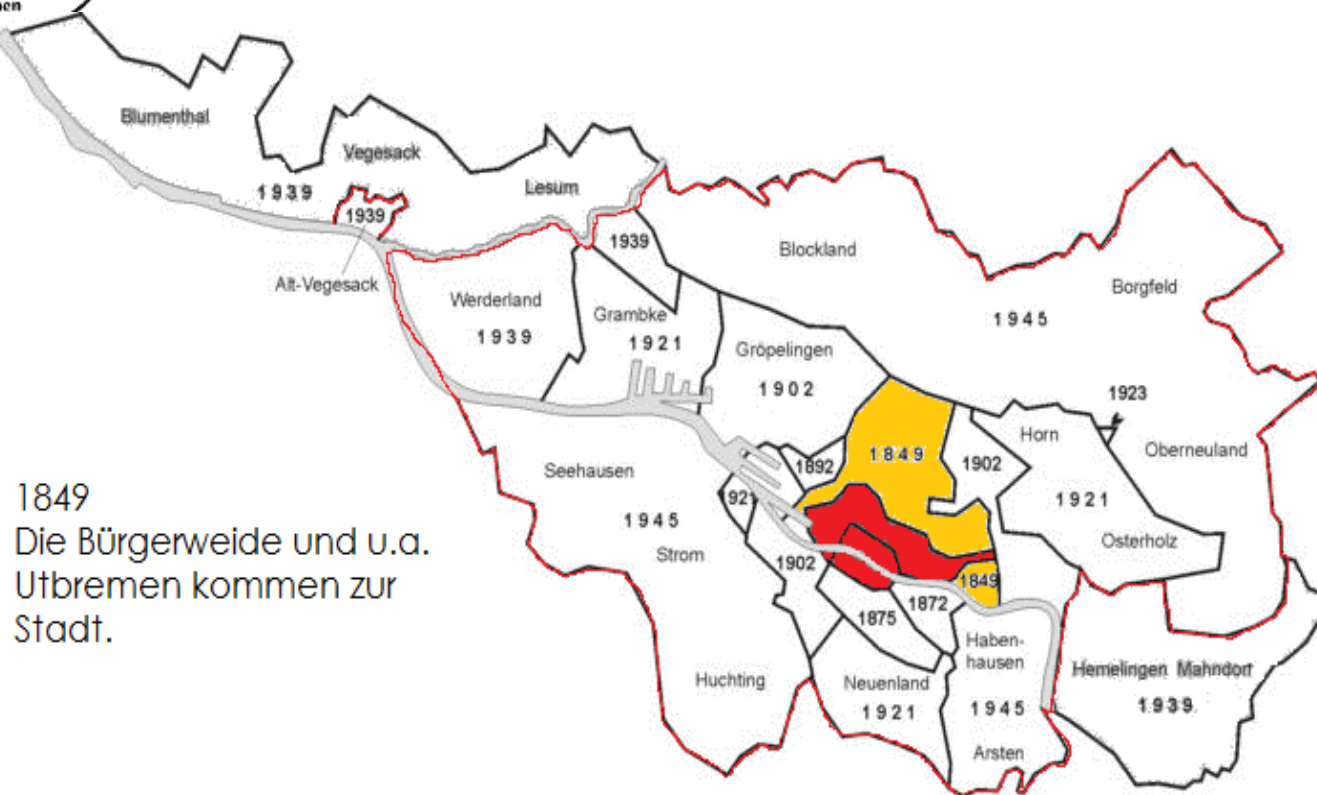 Blumenthal
Vegesack
1939
1939
Lesum
Alt-Vegesack
1939
Blockland
Borgfeld
1945
Werderland
1939
Grambke
1921
Gröpelingen
1902
1923
Horn
Oberneuland
1849
1892
1902
1921
Osterholz
Seehausen
1945
Strom
1902
1849
1872
1875
Haben-
hausen
1945
Arsten
Huchting
Neuenland
1921
Hemelingen Mahndorf
1939
1849
Die Bürgerweide und u.a.
Utbremen kommen zur
Stadt.